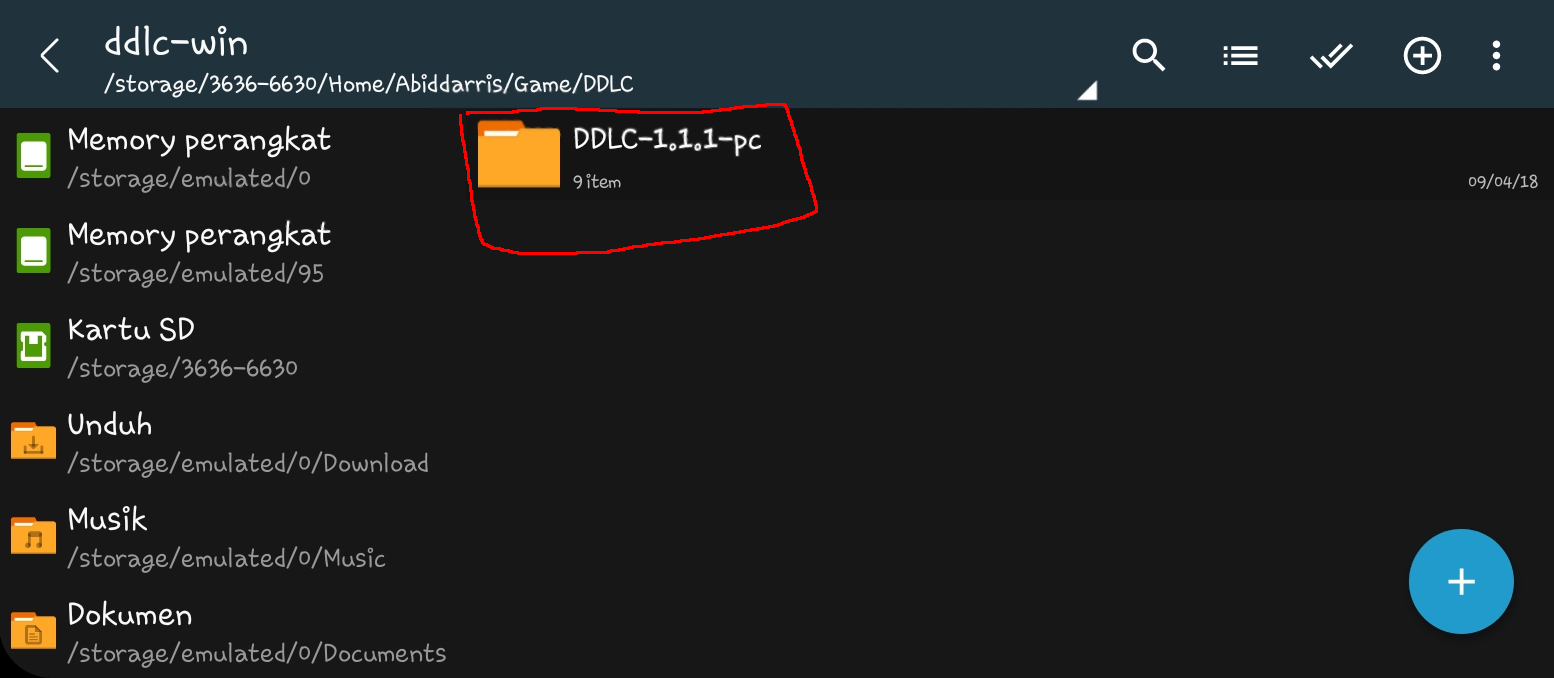 ddlc-win
/storage/3636-6630/Home/Abiddarris/Game/DDLC
Memory perangkat
/storage/emulated/0
Memory perangkat
/storage/emulated/95
Kartu SD
/storage/3636-6630
Unduh
/storage/emulated/0/Download
Musik
/storage/emulated/0/Music
Dokumen
/storage/emulated/0/Documents
DDLC-1.1.1-pc
9 item
09/04/18